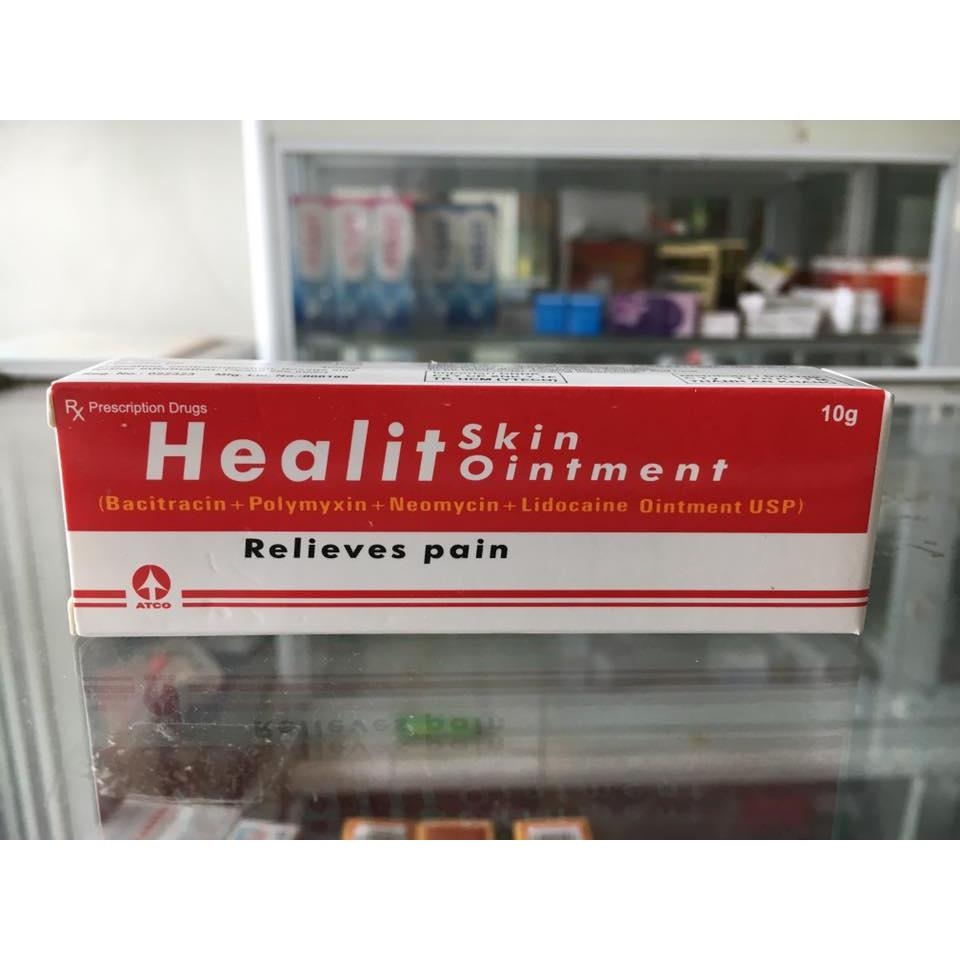 Rx Prescription Drugs
10g
Healit Skin Ointment
(Bacitracin+Polymyxin+Neomycin+Lidocaine Ointment USP)
Relieves pain
ATCO